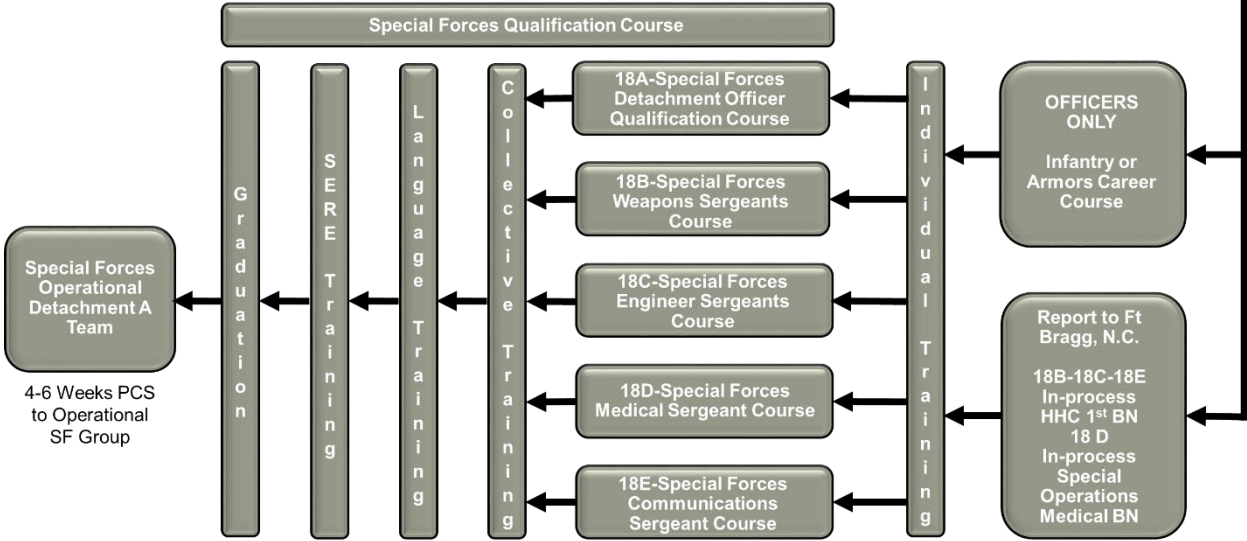 Special Forces Qualification Course
Graduation
SERE Training
Language Training
Collective Training
18A-Special Forces
Detachment Officer
Qualification Course
18B-Special Forces
Weapons Sergeants
Course
18C-Special Forces
Engineer Sergeants
Course
18D-Special Forces
Medical Sergeant Course
18E-Special Forces
Communications
Sergeant Course
Individual Training
OFFICERS
ONLY
Infantry or
Armors Career
Course
Report to Ft
Bragg, N.C.
18B-18C-18E
In-process
HHC 1st BN
18 D
In-process
Special
Operations
Medical BN
Special Forces
Operational
Detachment A
Team
4-6 Weeks PCS
to Operational
SF Group